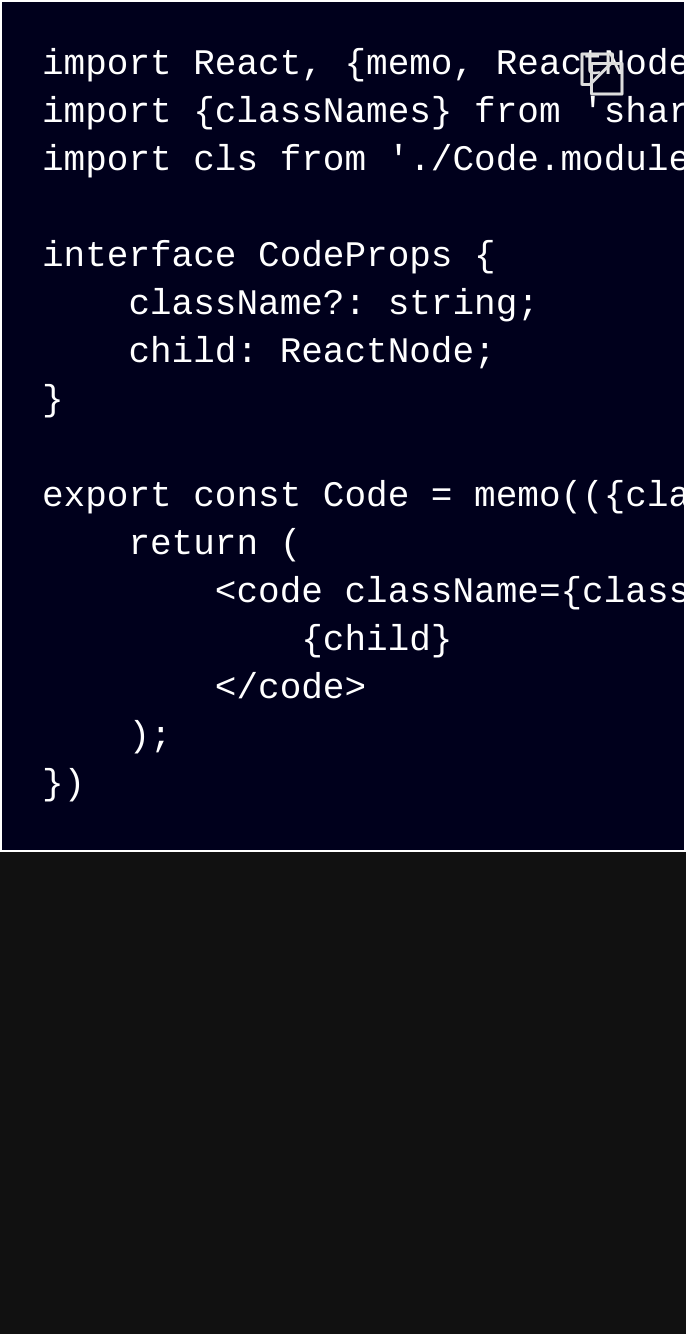 import React, {memo, ReactNode
import {classNames} from 'shar
import cls from './Code.module
interface CodeProps {
    className?: string;
    child: ReactNode;
}
export const Code = memo(({cla
    return (
        <code className={class
            {child}
        </code>
    );
})